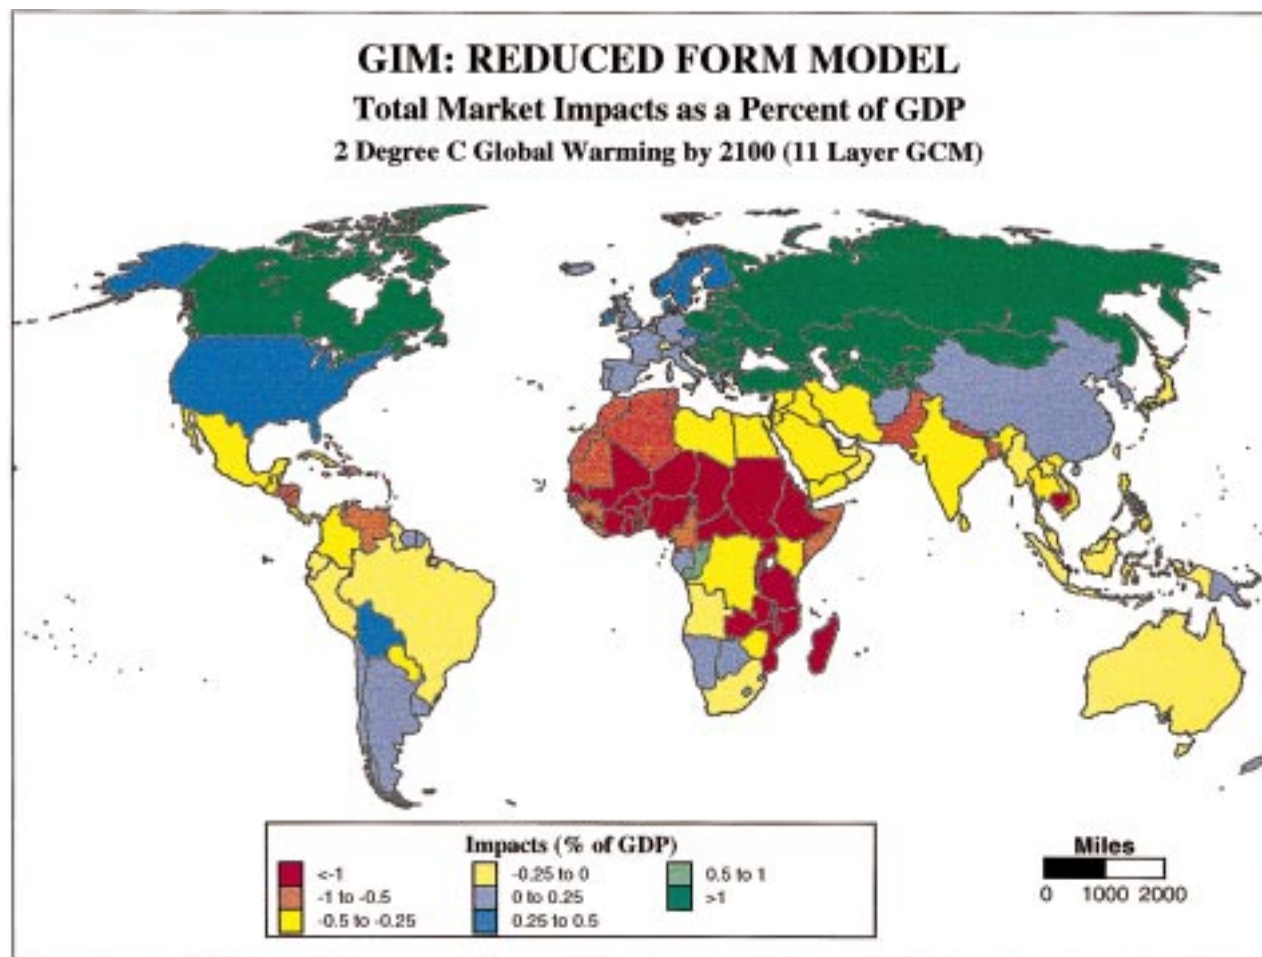 GIM: REDUCED FORM MODEL
Total Market Impacts as a Percent of GDP
2 Degree C Global Warming by 2100 (11 Layer GCM)
Impacts (% of GDP)
<-1
-1 to -0.5
-0.5 to -0.25
-0.25 to 0
0 to 0.25
0.25 to 0.5
0.5 to 1
>1
Miles
0 1000 2000